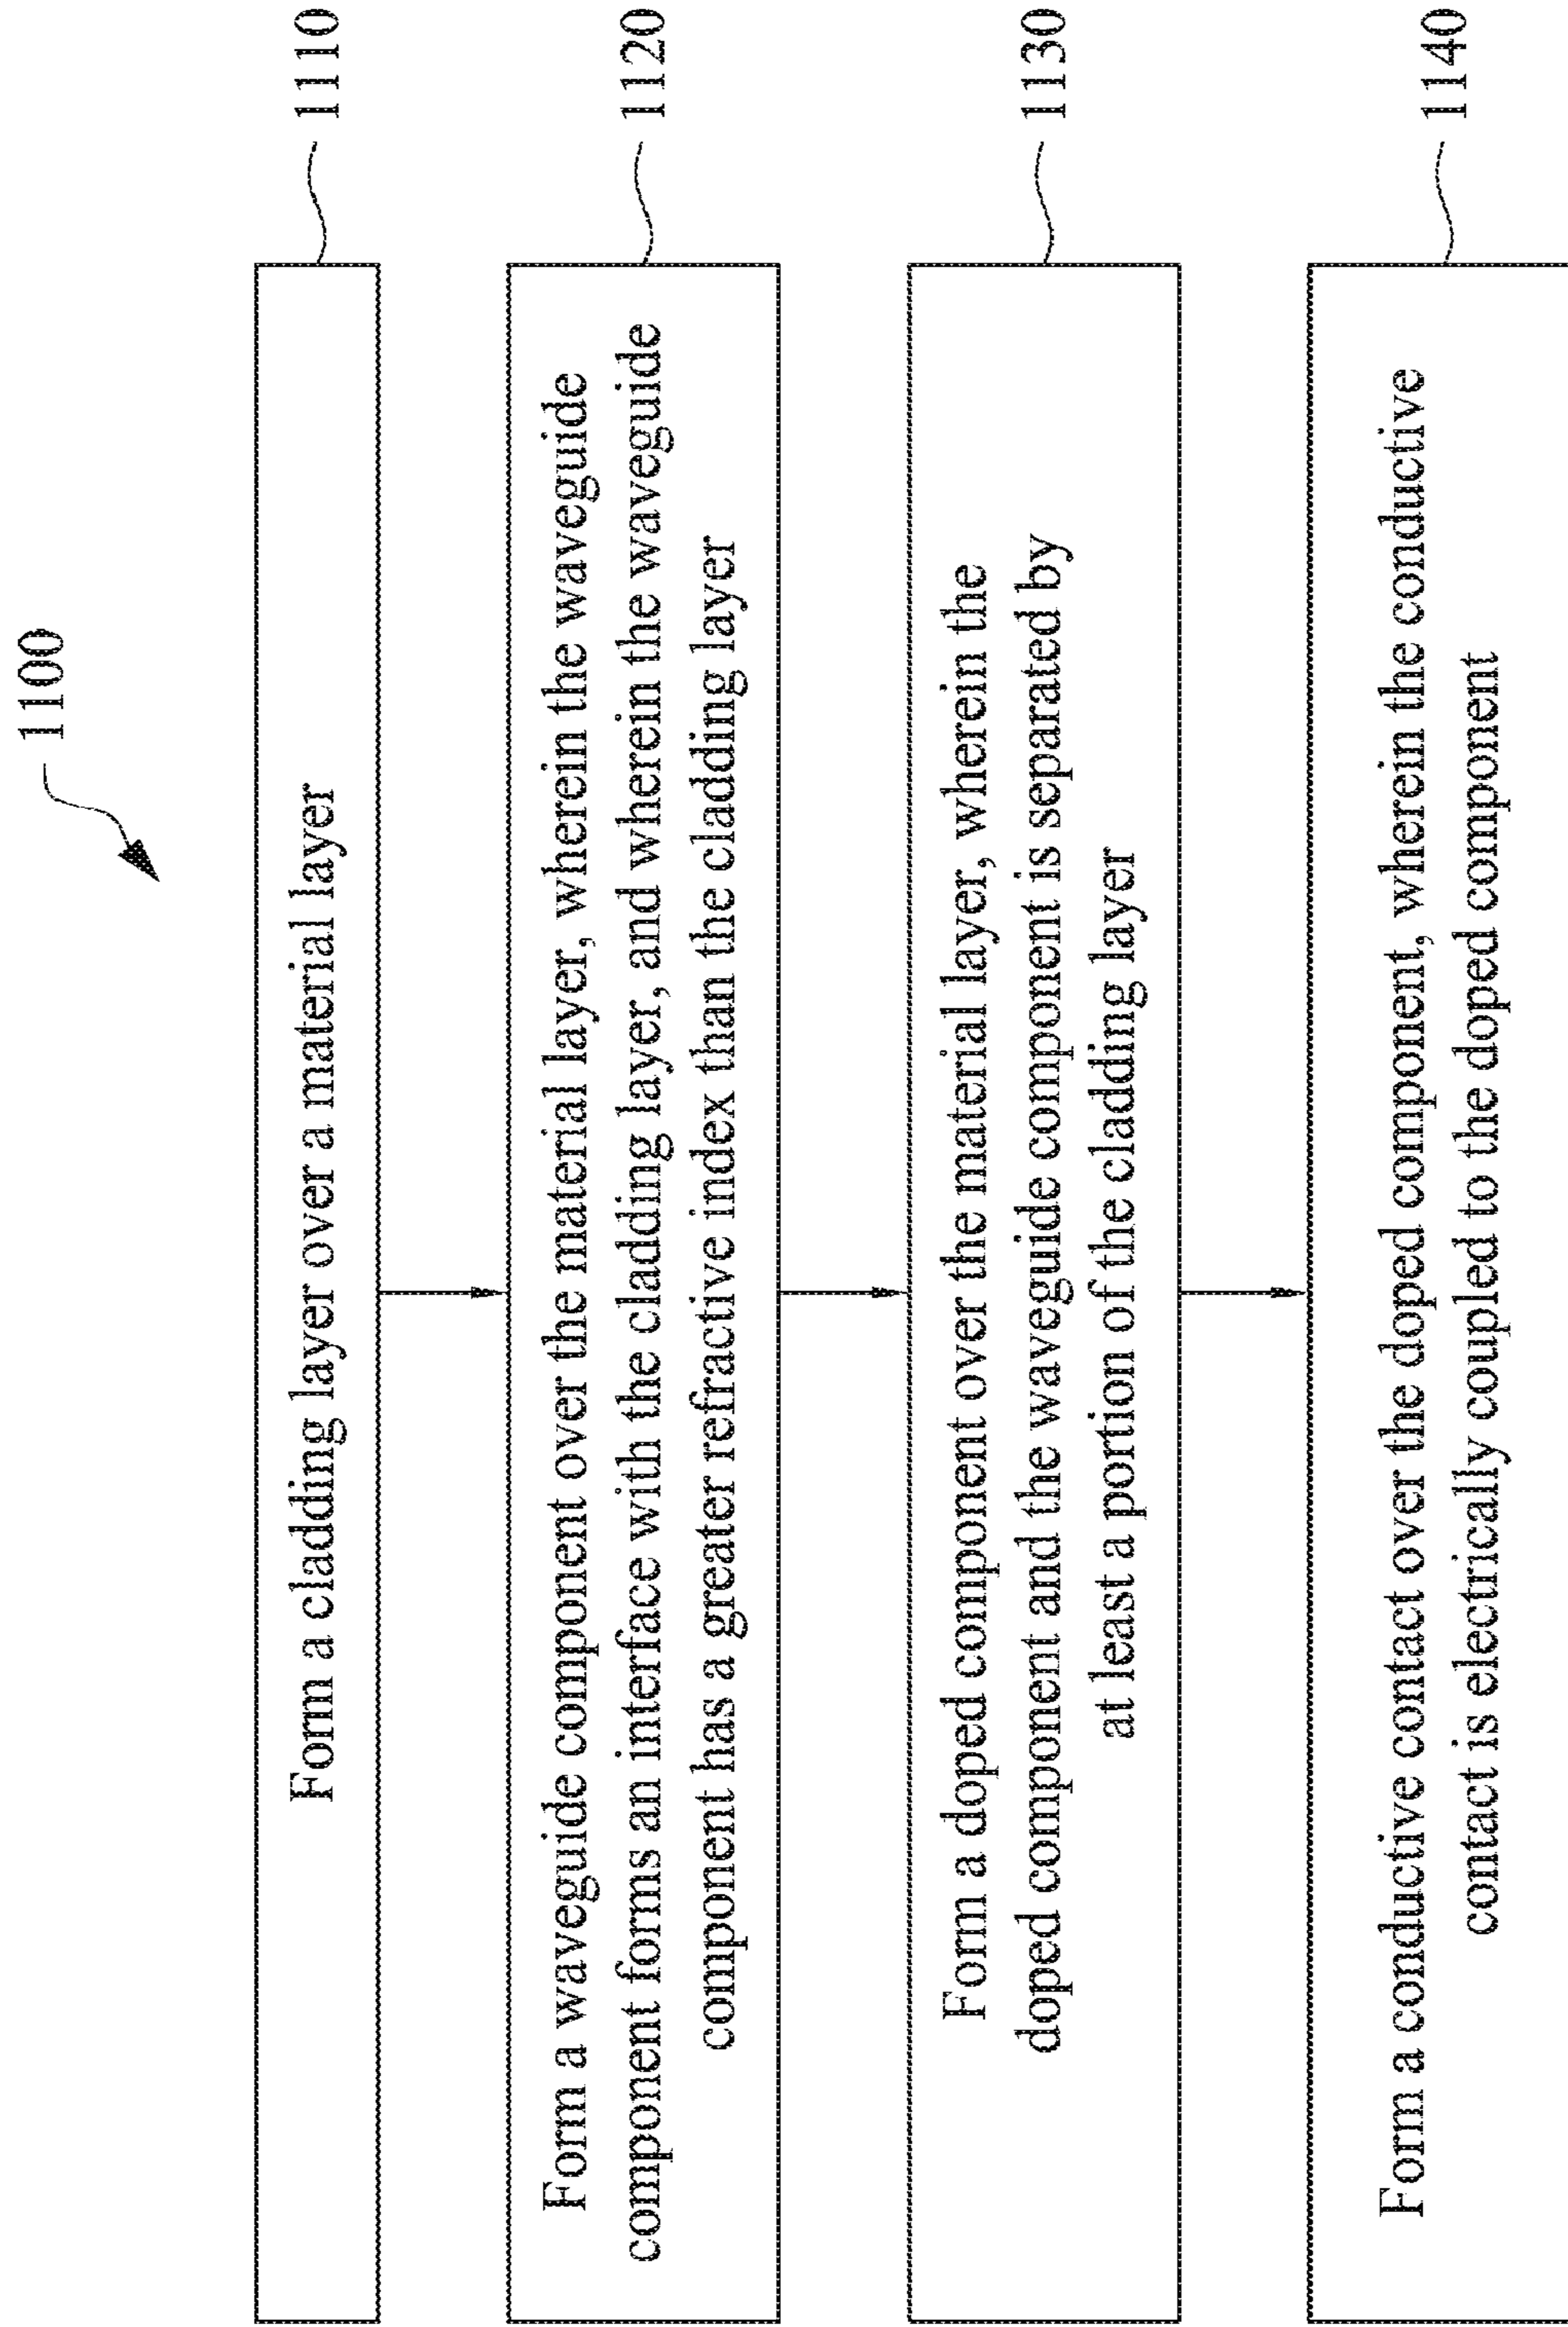 1100
Form a cladding layer over a material layer
1110
Form a waveguide component over the material layer, wherein the waveguide
component forms an interface with the cladding layer, and wherein the waveguide
component has a greater refractive index than the cladding layer
1120
Form a doped component over the material layer, wherein the
doped component and the waveguide component is separated by
at least a portion of the cladding layer
1130
Form a conductive contact over the doped component, wherein the conductive
contact is electrically coupled to the doped component
1140